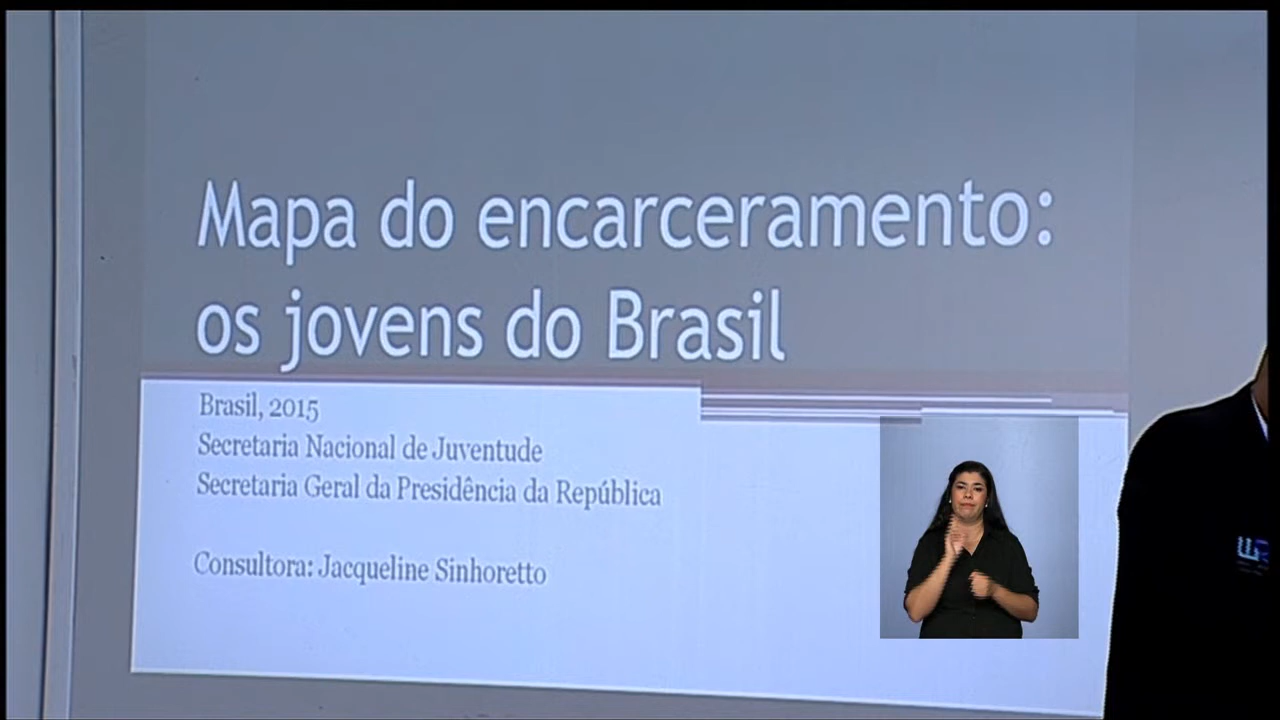 Mapa do encarceramento:
os jovens do Brasil
Brasil, 2015
Secretaria Nacional de Juventude
Secretaria Geral da Presidência da República
Consultora: Jacqueline Sinhoretto